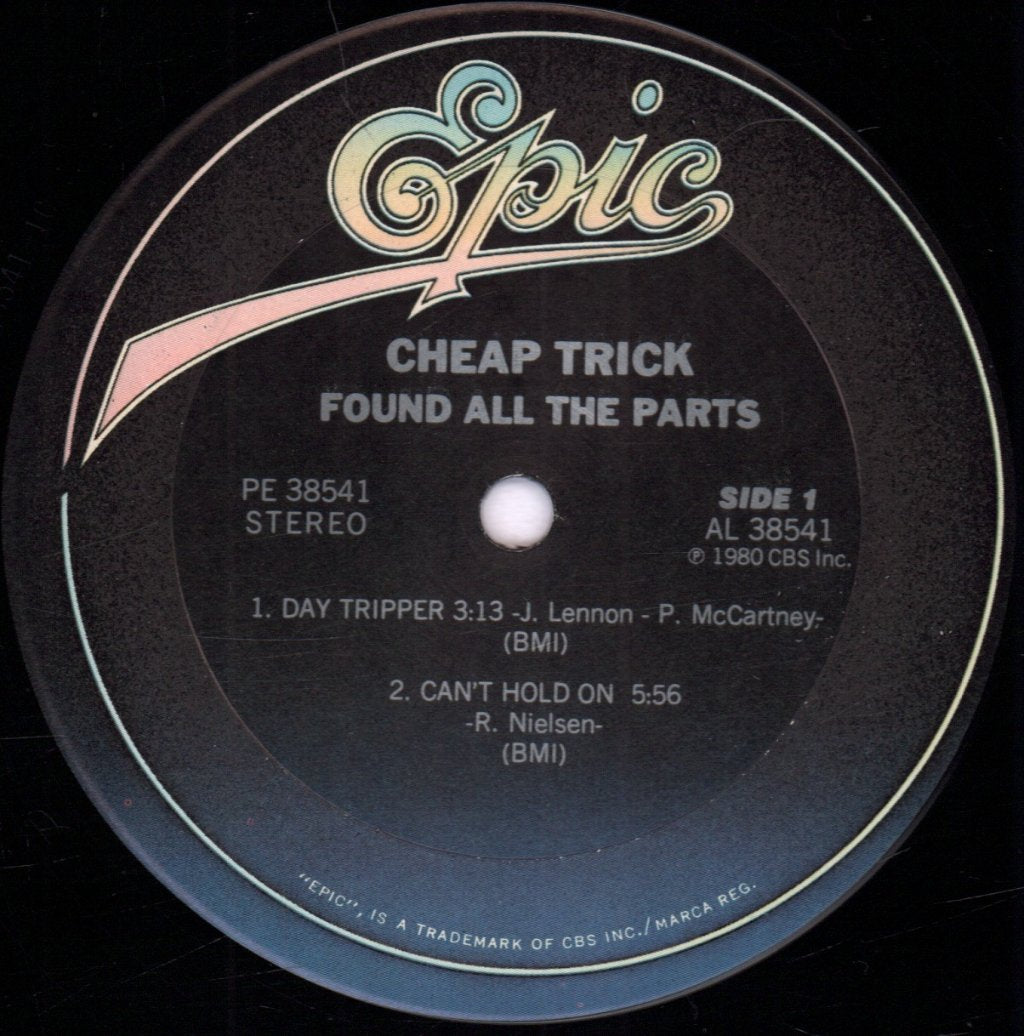 Epic
CHEAP TRICK
FOUND ALL THE PARTS
PE 38541
STEREO
SIDE 1
AL 38541
℗ 1980 CBS Inc.
1. DAY TRIPPER 3:13 -J. Lennon - P. McCartney-
(BMI)
2. CAN'T HOLD ON 5:56
-R. Nielsen-
(BMI)
"EPIC", IS A TRADEMARK OF CBS INC./MARCA REG.